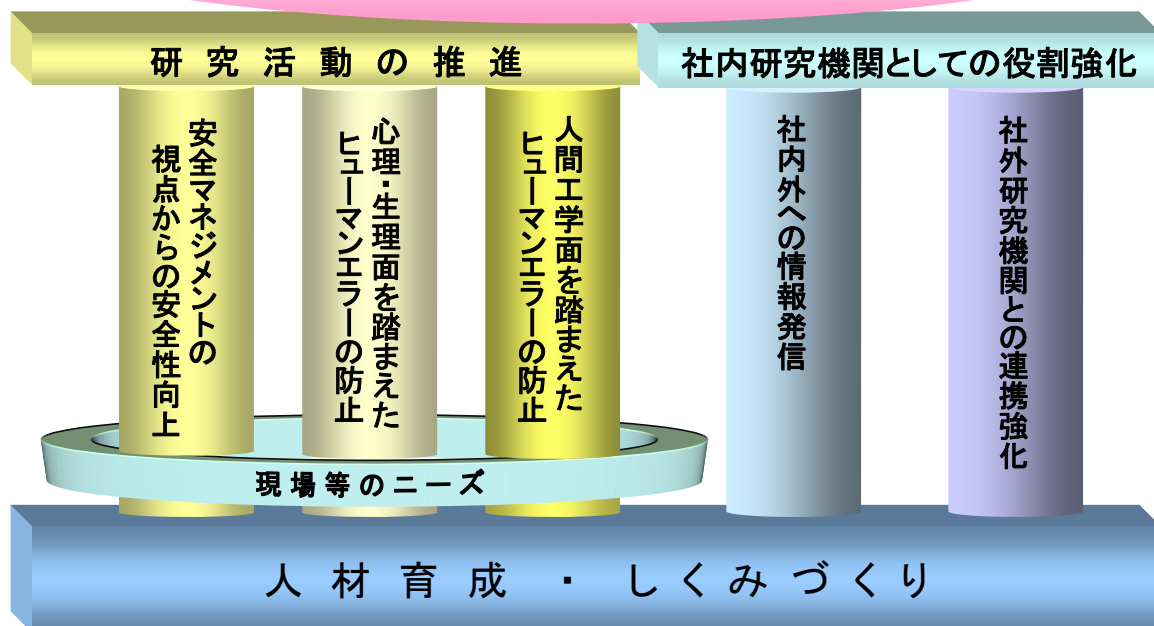 研究活動の推進
社内研究機関としての役割強化
安全マネジメントの
視点からの安全性向上
心理・生理面を踏まえた
ヒューマンエラーの防止
人間工学面を踏まえた
ヒューマンエラーの防止
社内外への情報発信
社外研究機関との連携強化
現場等のニーズ
人材育成・しくみづくり